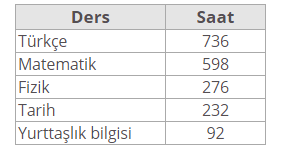 Ders Saat
Türkçe 736
Matematik 598
Fizik 276
Tarih 232
Yurttaşlık bilgisi 92